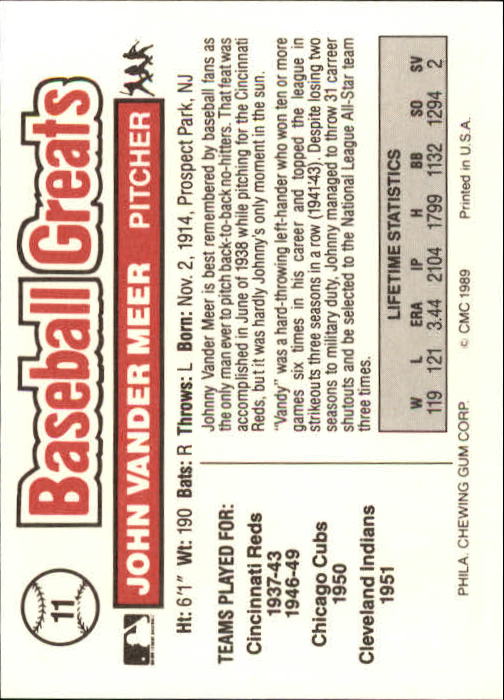 11
Baseball Greats
JOHN VANDER MEER PITCHER
Ht: 6'1" Wt: 190 Bats: R Throws: L Born: Nov. 2, 1914, Prospect Park, NJ
TEAMS PLAYED FOR:
Cincinnati Reds
1937-43
1946-49
Chicago Cubs
1950
Cleveland Indians
1951
Johnny Vander Meer is best remembered by baseball fans as
the only man ever to pitch back-to-back no-hitters. That feat was
accomplished in June of 1938 while pitching for the Cincinnati
Reds, but it was hardly Johnny's only moment in the sun.
"Vandy" was a hard-throwing left-hander who won ten or more
games six times in his career and topped the league in
strikeouts three seasons in a row (1941-43). Despite losing two
seasons to military duty, Johnny managed to throw 31 career
shutouts and be selected to the National League All-Star team
three times.
LIFETIME STATISTICS
W L ERA IP H BB SO SV
119 121 3.44 2104 1799 1132 1294 2
PHILA. CHEWING GUM CORP. © CMC 1989 Printed in U.S.A.